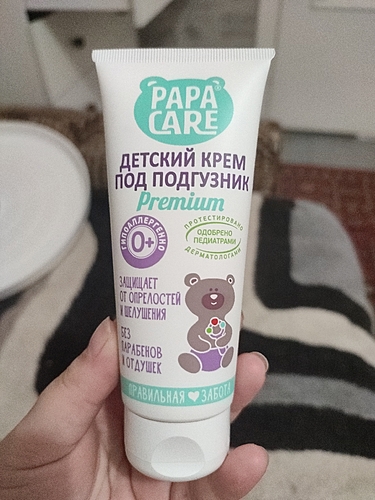 PAPA
CARE®
ДЕТСКИЙ КРЕМ
ПОД ПОДГУЗНИК
Premium
ГИПОАЛЛЕРГЕННО
0+
ПРОТЕСТИРОВАНО
ОДОБРЕНО
ПЕДИАТРАМИ
ДЕРМАТОЛОГАМИ
ЗАЩИЩАЕТ
ОТ ОПРЕЛОСТЕЙ
И ШЕЛУШЕНИЯ
БЕЗ
ПАРАБЕНОВ
И ОТДУШЕК
ПРАВИЛЬНАЯ ЗАБОТА